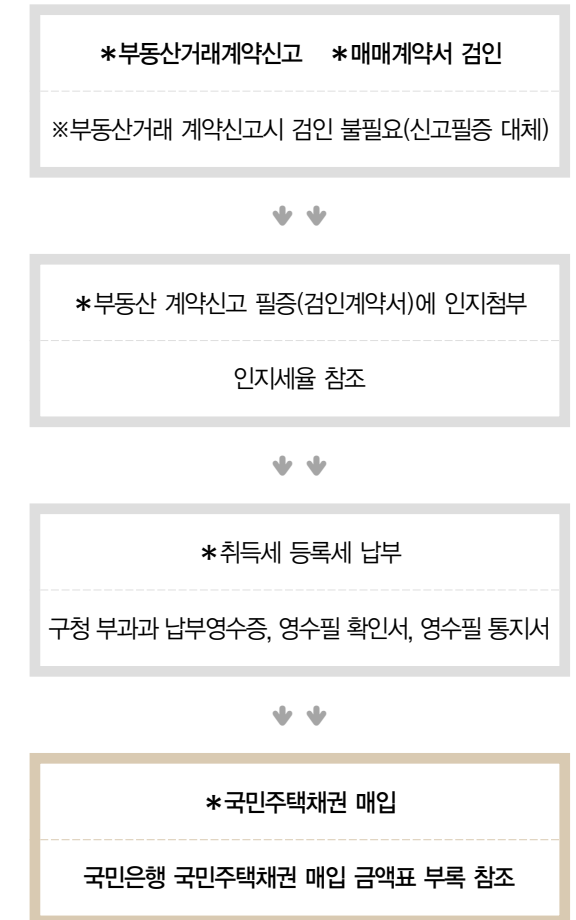 *부동산거래계약신고 *매매계약서 검인
※부동산거래 계약신고시 검인 불필요(신고필증 대체)
*부동산 계약신고 필증(검인계약서)에 인지첨부
인지세율 참조
*취득세 등록세 납부
구청 부과과 납부영수증, 영수필 확인서, 영수필 통지서
*국민주택채권 매입
국민은행 국민주택채권 매입 금액표 부록 참조